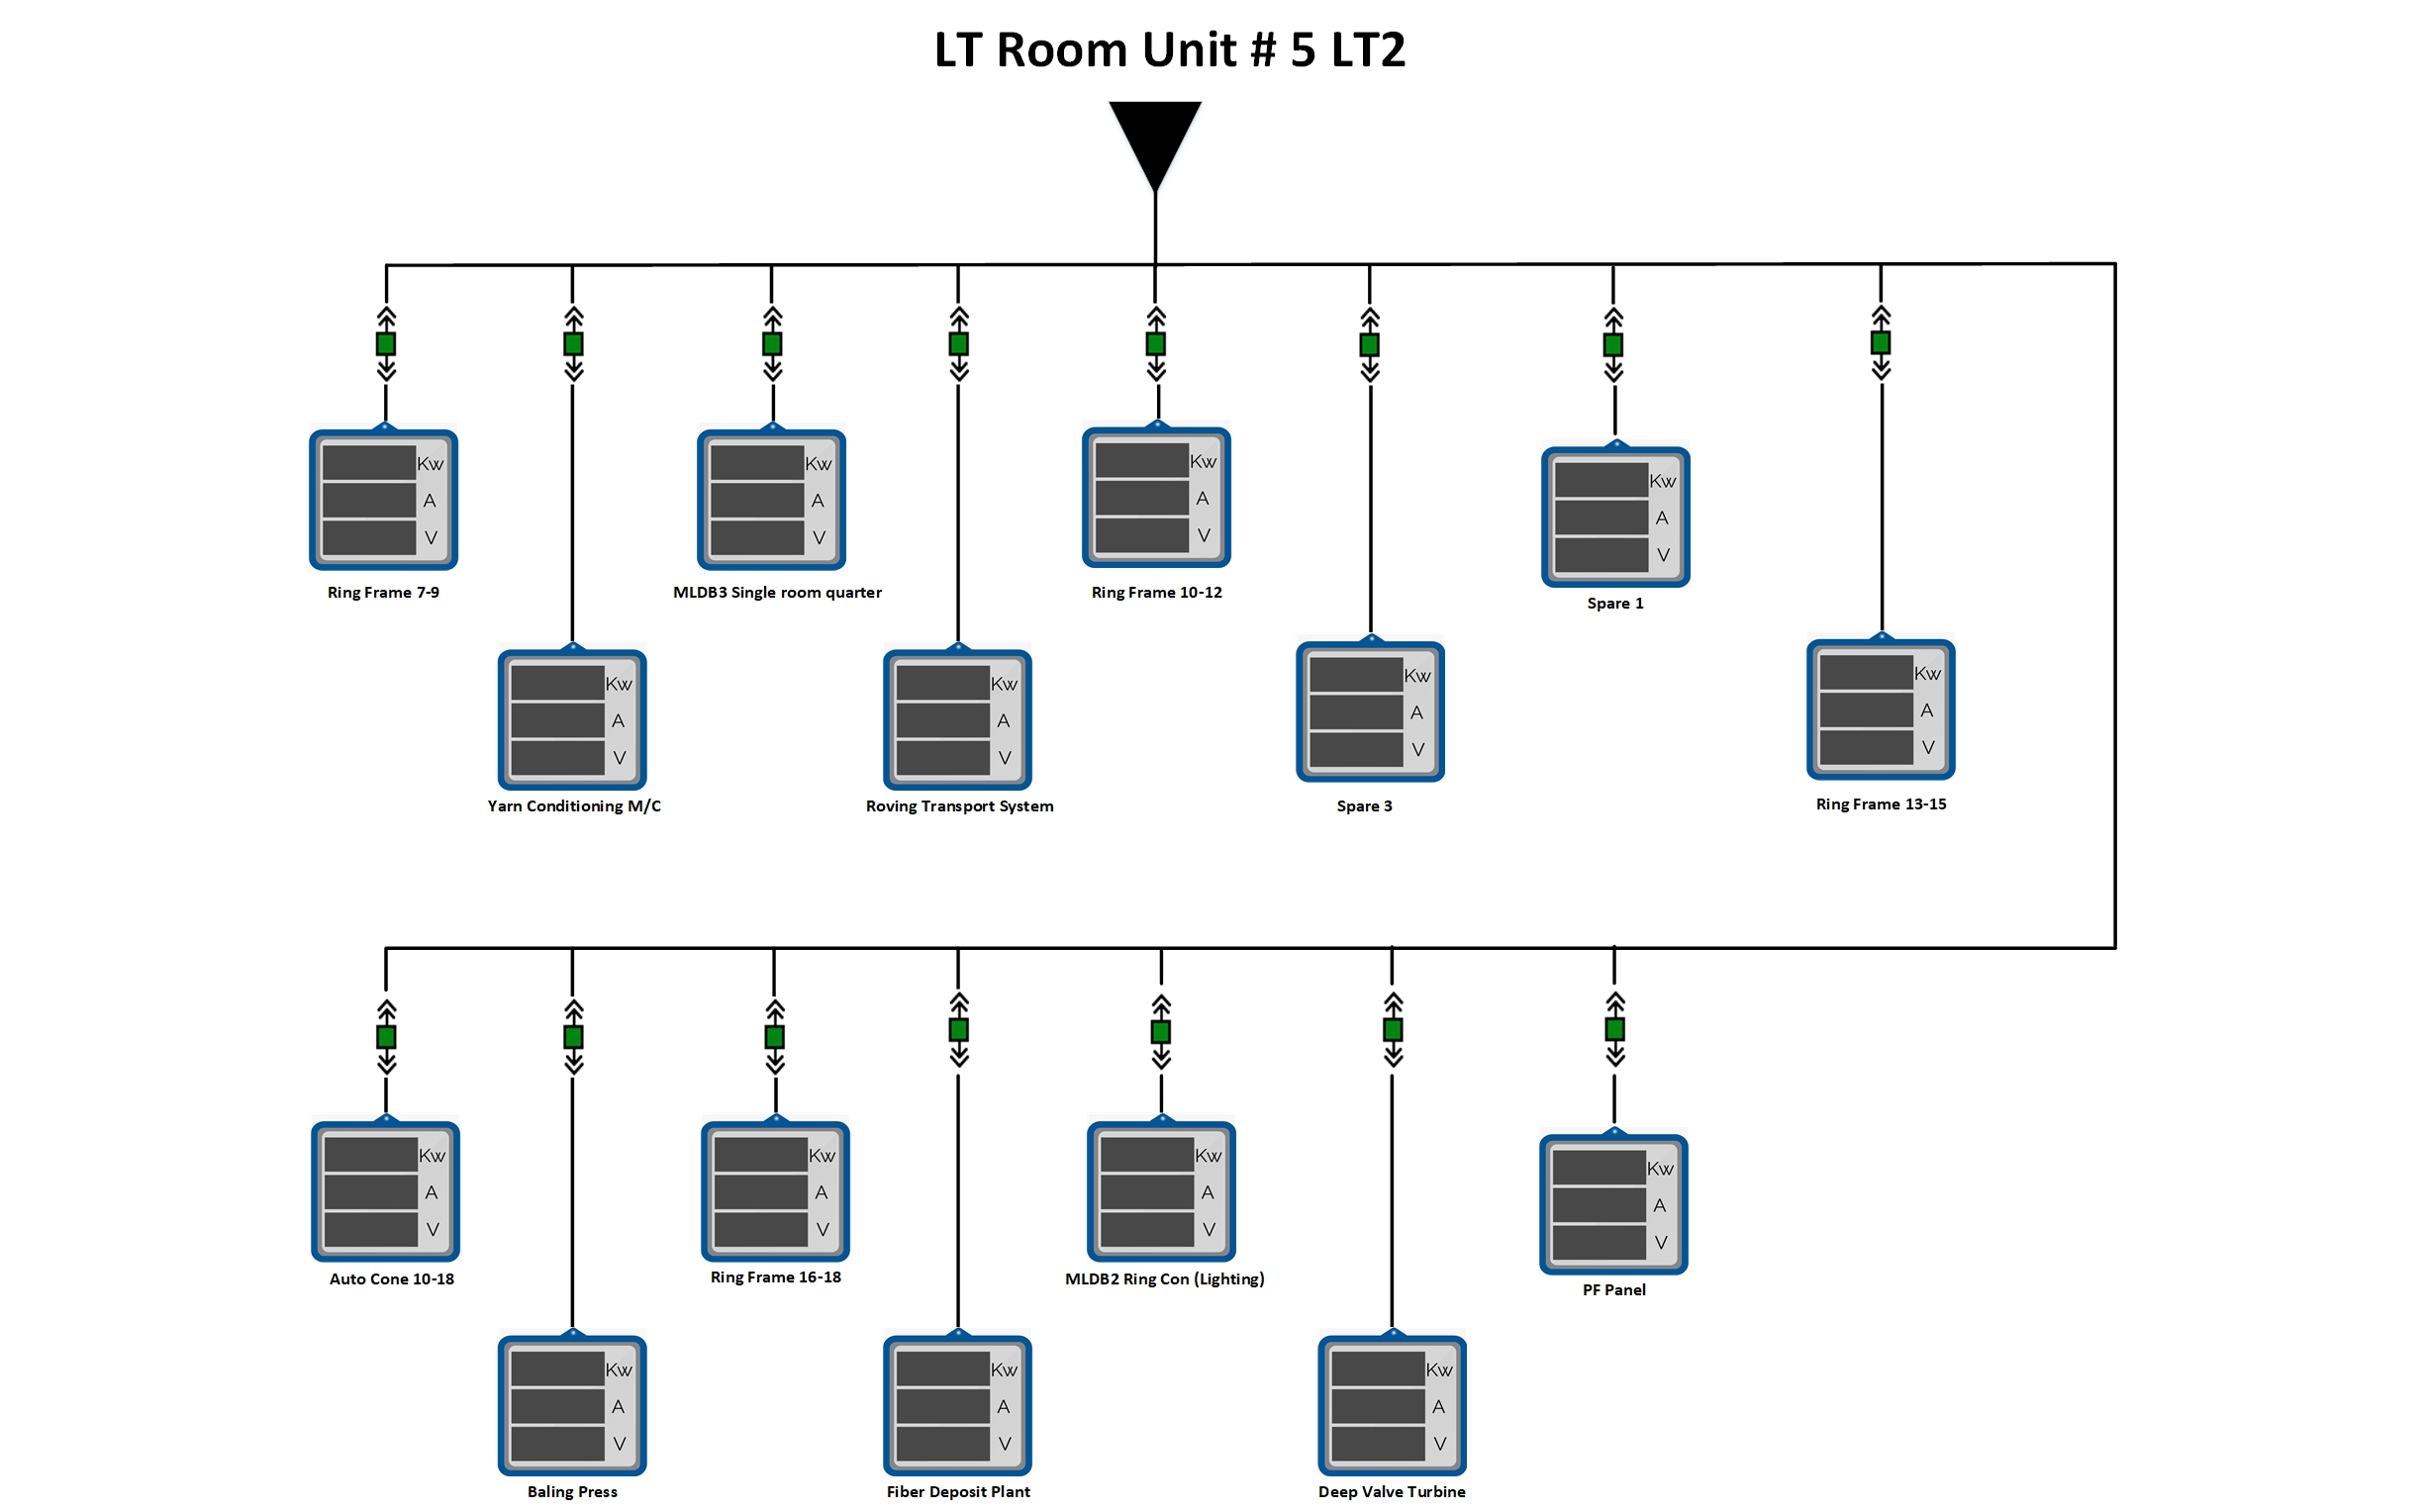 LT Room Unit # 5 LT2
Kw
A
V
Ring Frame 7-9
Kw
A
V
MLDB3 Single room quarter
Kw
A
V
Ring Frame 10-12
Kw
A
V
Spare 1
Kw
A
V
Yarn Conditioning M/C
Kw
A
V
Roving Transport System
Kw
A
V
Spare 3
Kw
A
V
Ring Frame 13-15
Kw
A
V
Auto Cone 10-18
Kw
A
V
Ring Frame 16-18
Kw
A
V
MLDB2 Ring Con (Lighting)
Kw
A
V
PF Panel
Kw
A
V
Baling Press
Kw
A
V
Fiber Deposit Plant
Kw
A
V
Deep Valve Turbine